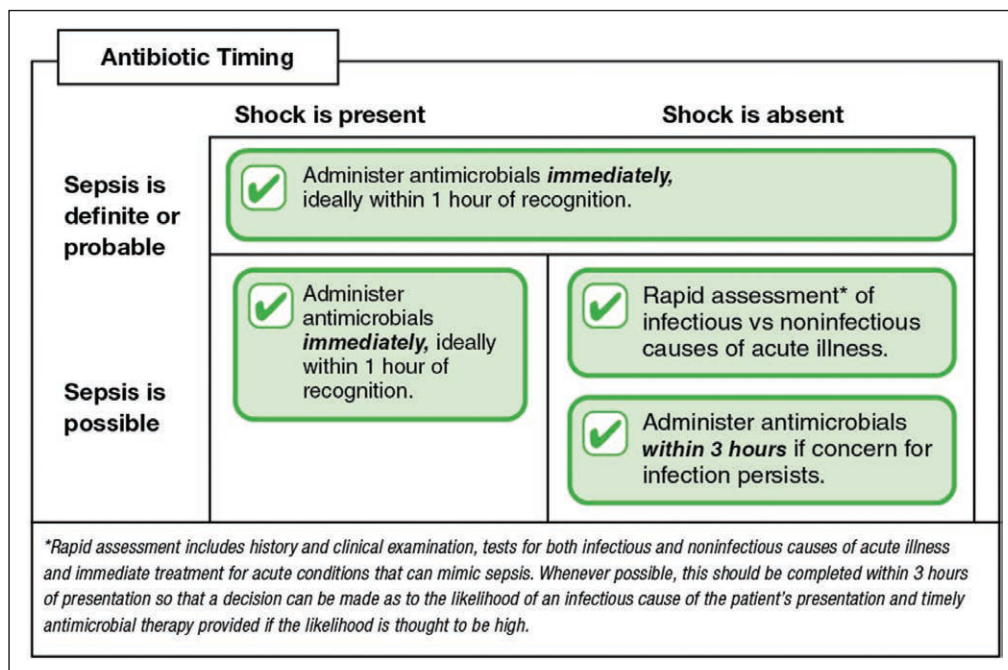 Antibiotic Timing
Shock is present
Shock is absent
Sepsis is
definite or
probable
Administer antimicrobials immediately,
ideally within 1 hour of recognition.
Sepsis is
possible
Administer
antimicrobials
immediately, ideally
within 1 hour of
recognition.
Rapid assessment* of
infectious vs noninfectious
causes of acute illness.
Administer antimicrobials
within 3 hours if concern for
infection persists.
*Rapid assessment includes history and clinical examination, tests for both infectious and noninfectious causes of acute illness
and immediate treatment for acute conditions that can mimic sepsis. Whenever possible, this should be completed within 3 hours
of presentation so that a decision can be made as to the likelihood of an infectious cause of the patient's presentation and timely
antimicrobial therapy provided if the likelihood is thought to be high.